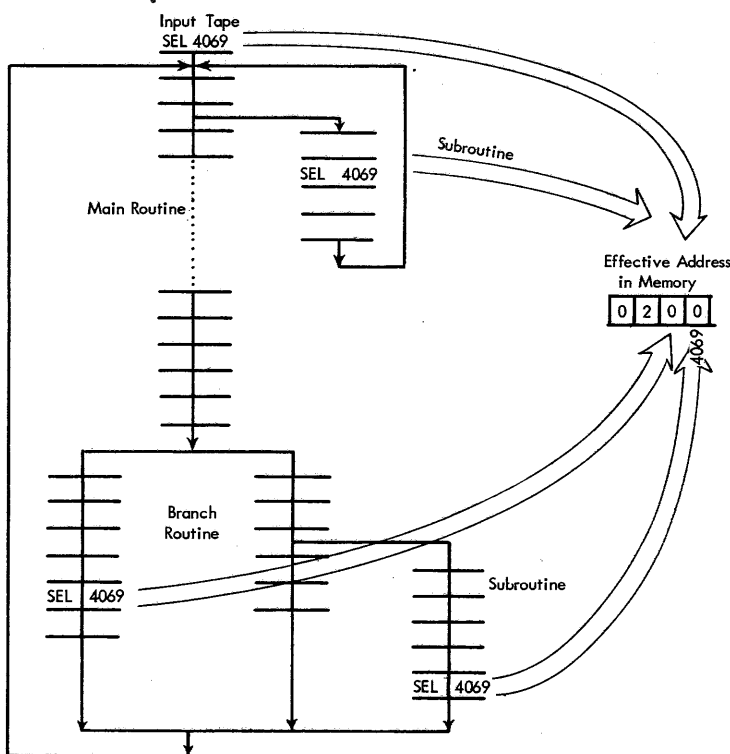 Input Tape
SEL 4069
Subroutine
SEL 4069
Main Routine
Effective Address
in Memory
0 2 0 0
4069
Branch
Routine
Subroutine
SEL 4069
SEL 4069